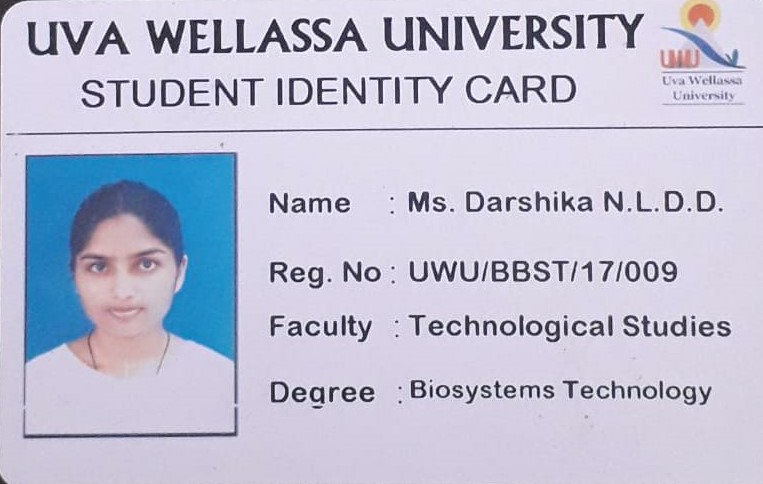 UVA WELLASSA UNIVERSITY
STUDENT IDENTITY CARD
UWU
Uva Wellassa
University
Name : Ms. Darshika N.L.D.D.
Reg. No : UWU/BBST/17/009
Faculty : Technological Studies
Degree : Biosystems Technology